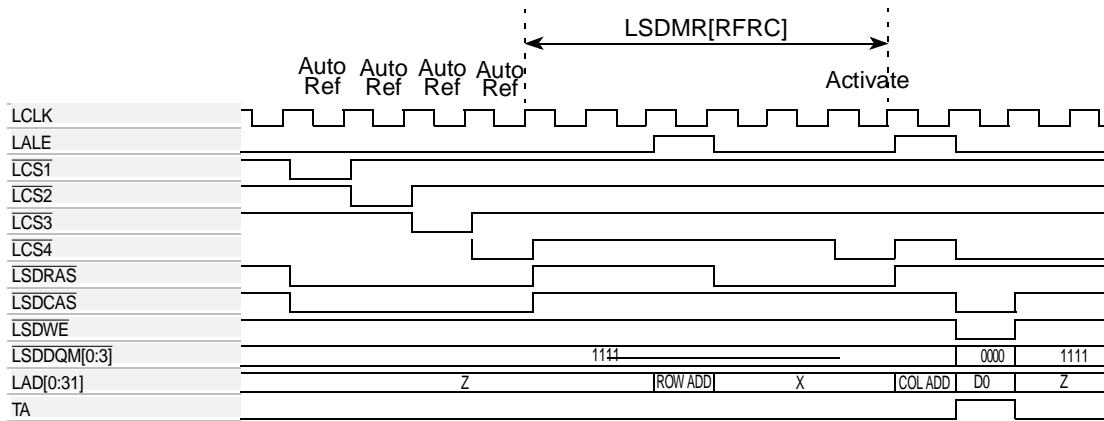 LSDMR[RFRC]
Auto Ref
Auto Ref
Auto Ref
Auto Ref
Activate
LCLK
LALE
LCS1
LCS2
LCS3
LCS4
LSDRAS
LSDCAS
LSDWE
LSDDQM[0:3] 1111 0000 1111
LAD[0:31] Z ROW ADD X COL ADD D0 Z
TA